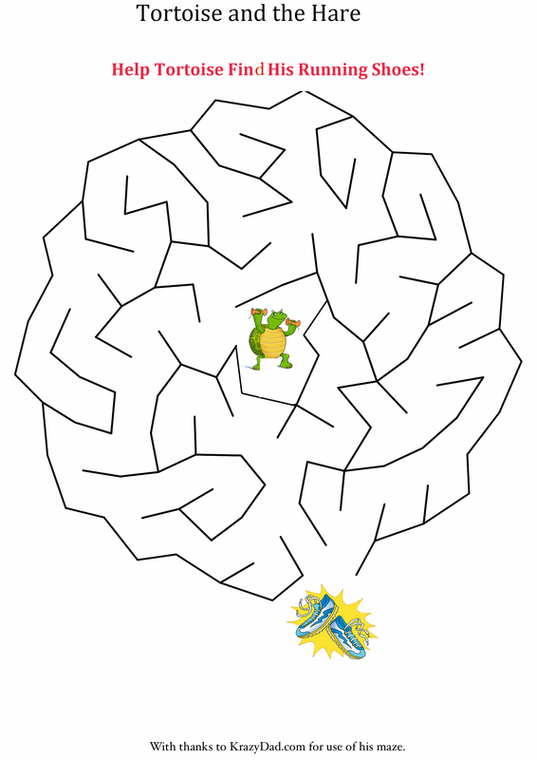 Tortoise and the Hare
Help Tortoise Find His Running Shoes!
With thanks to KrazyDad.com for use of his maze.